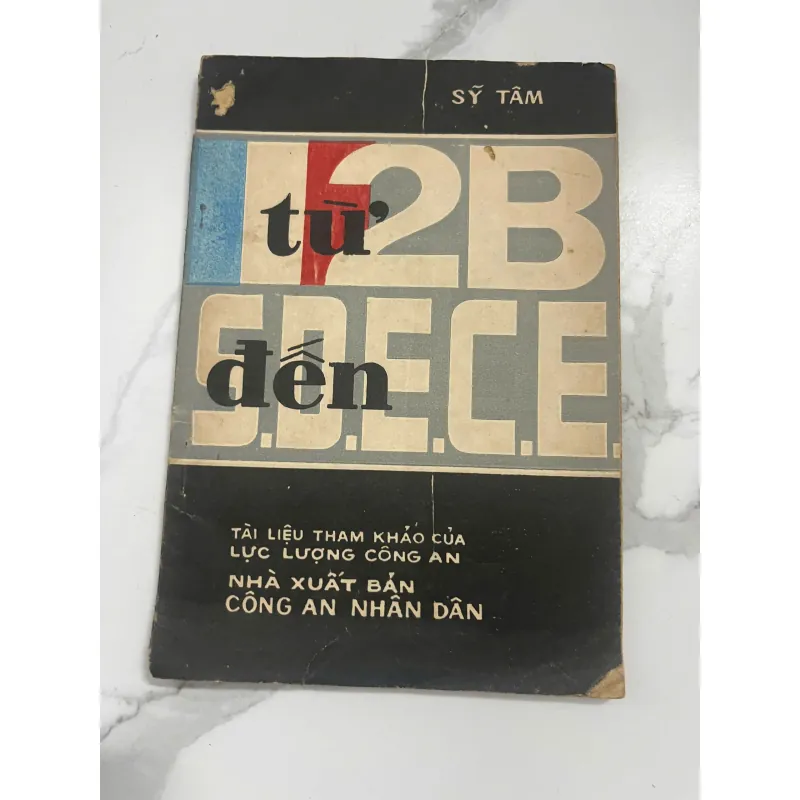 SỸ TÂM
từ L2B
đến S.D.E.C.E.
TÀI LIỆU THAM KHẢO CỦA
LỰC LƯỢNG CÔNG AN
NHÀ XUẤT BẢN
CÔNG AN NHÂN DÂN